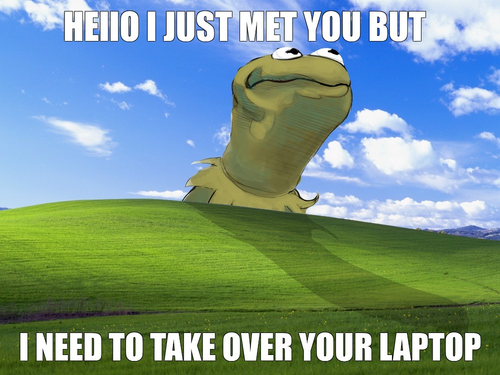 HEllO I JUST MET YOU BUT
I NEED TO TAKE OVER YOUR LAPTOP